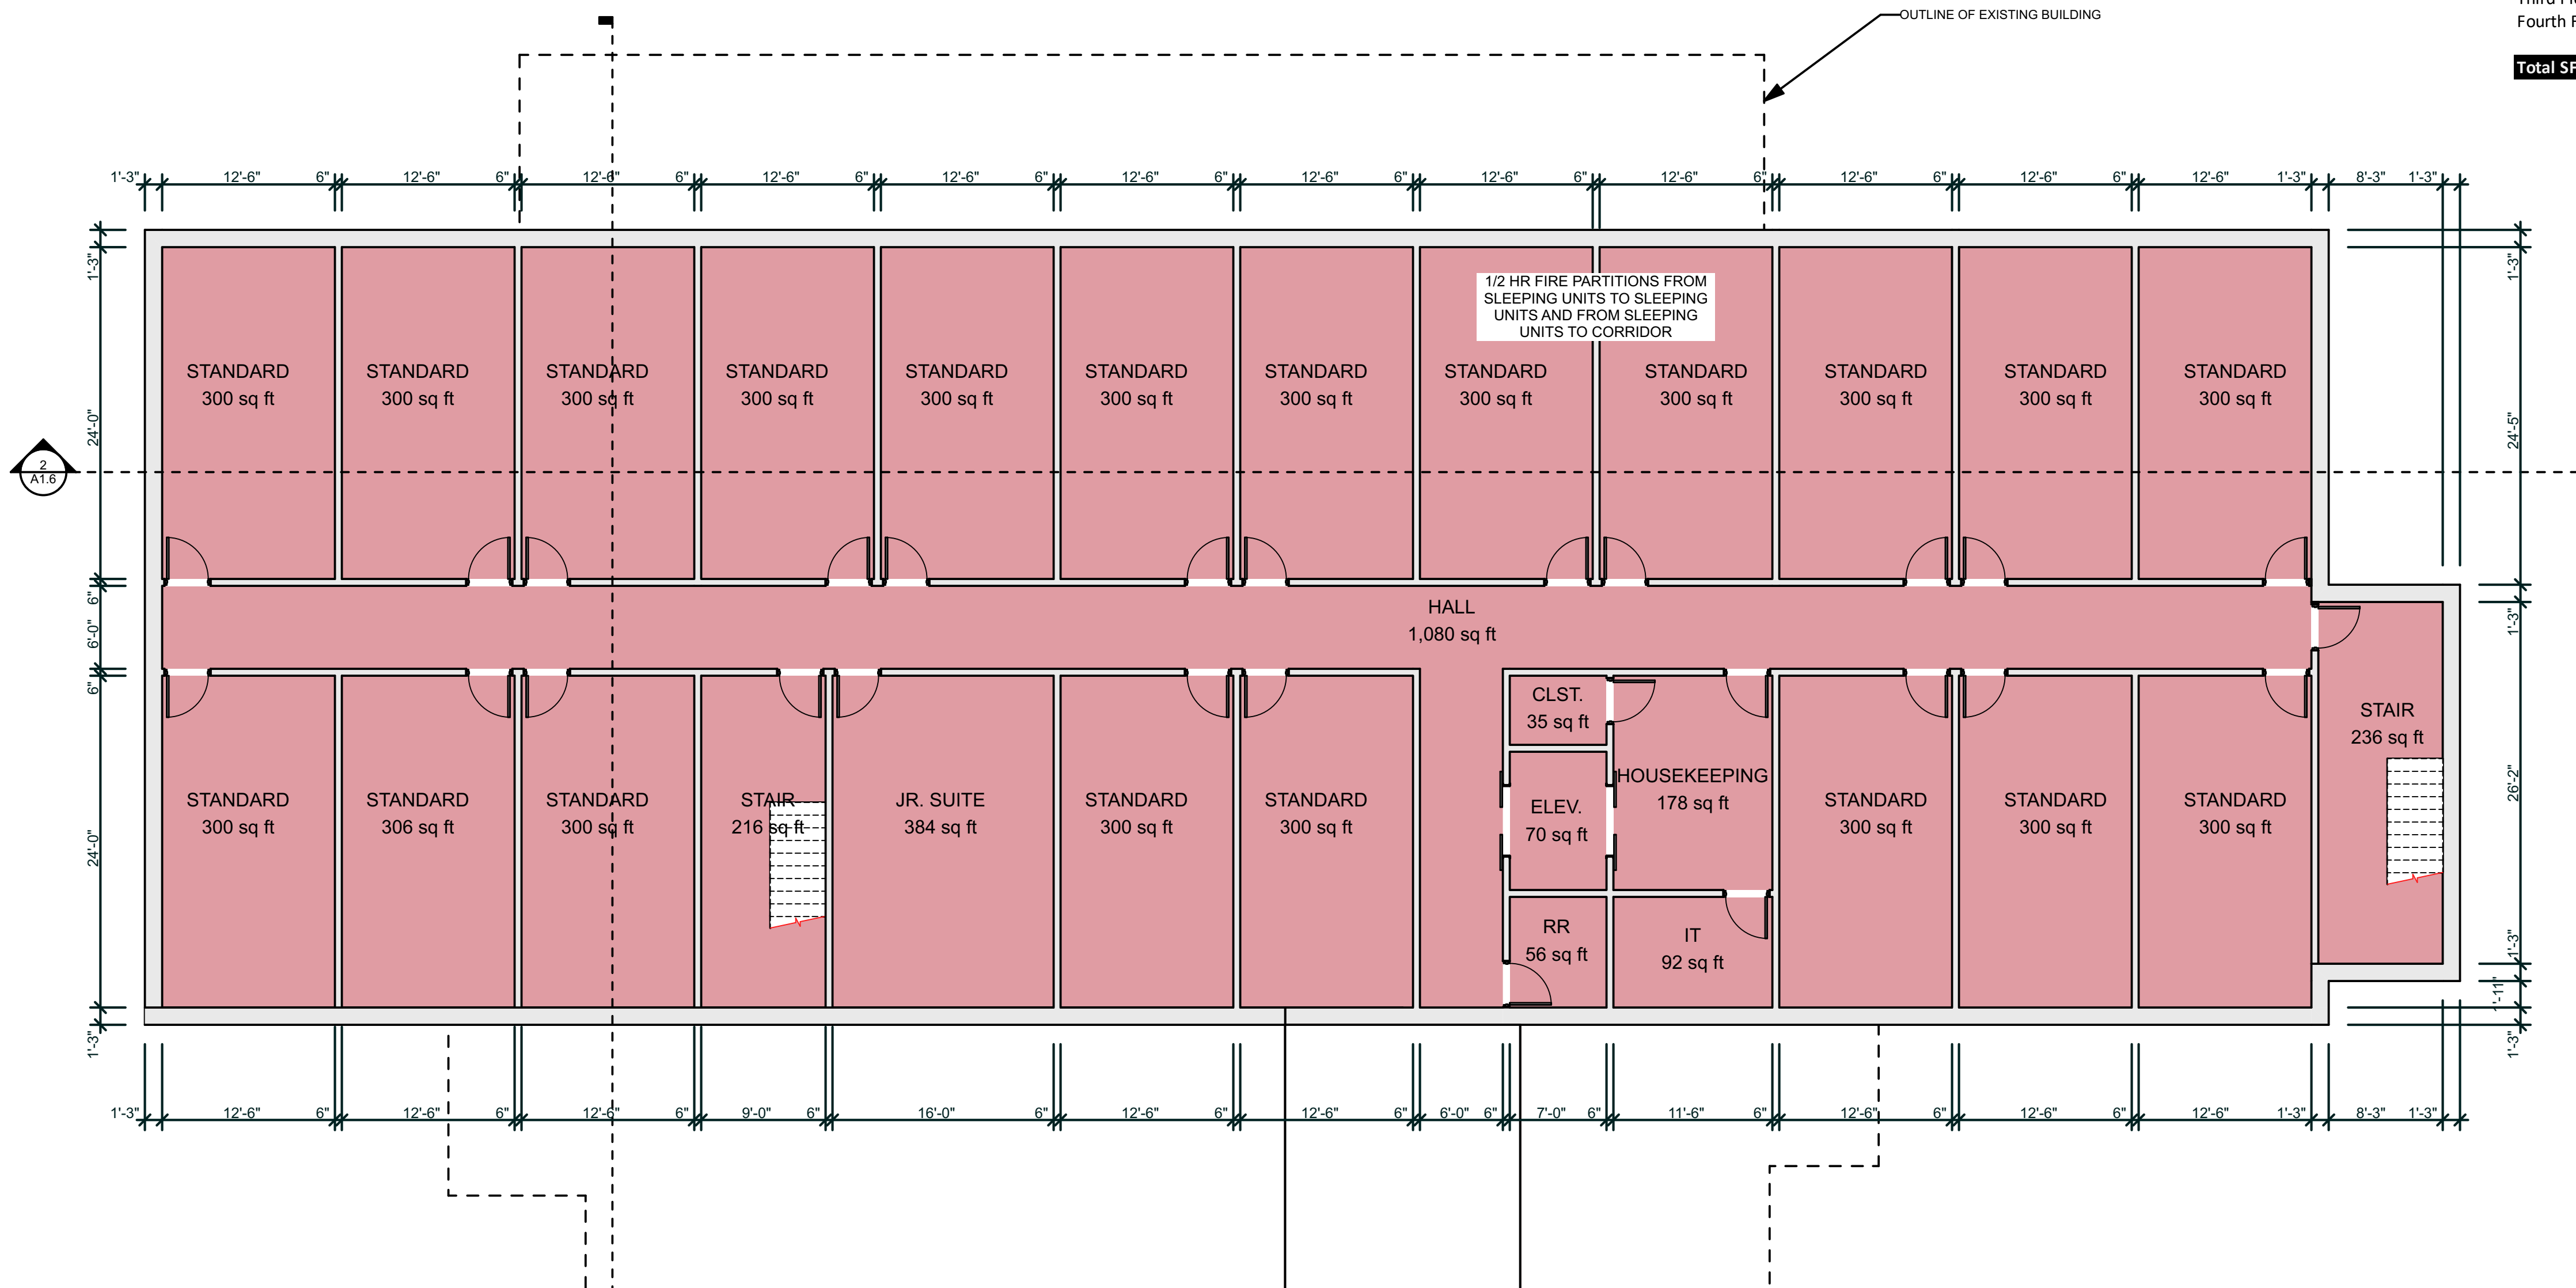 OUTLINE OF EXISTING BUILDING
Fourth F
Total SF
1'-3" 12'-6" 6" 12'-6" 6" 12'-6" 6" 12'-6" 6" 12'-6" 6" 12'-6" 6" 12'-6" 6" 12'-6" 6" 12'-6" 6" 12'-6" 6" 12'-6" 6" 12'-6" 1'-3" 8'-3" 1'-3"
1'-3"
24'-0"
6"
6'-0"
6"
24'-0"
1'-3"
2
A1.6
1/2 HR FIRE PARTITIONS FROM
SLEEPING UNITS TO SLEEPING
UNITS AND FROM SLEEPING
UNITS TO CORRIDOR
STANDARD
300 sq ft
STANDARD
300 sq ft
STANDARD
300 sq ft
STANDARD
300 sq ft
STANDARD
300 sq ft
STANDARD
300 sq ft
STANDARD
300 sq ft
STANDARD
300 sq ft
STANDARD
300 sq ft
STANDARD
300 sq ft
STANDARD
300 sq ft
STANDARD
300 sq ft
HALL
1,080 sq ft
STANDARD
300 sq ft
STANDARD
306 sq ft
STANDARD
300 sq ft
STAIR
216 sq ft
JR. SUITE
384 sq ft
STANDARD
300 sq ft
STANDARD
300 sq ft
CLST.
35 sq ft
ELEV.
70 sq ft
RR
56 sq ft
HOUSEKEEPING
178 sq ft
IT
92 sq ft
STANDARD
300 sq ft
STANDARD
300 sq ft
STANDARD
300 sq ft
STAIR
236 sq ft
1'-3"
24'-5"
1'-3"
26'-2"
1'-3"
1'-3"
1'-3" 12'-6" 6" 12'-6" 6" 12'-6" 6" 9'-0" 6" 16'-0" 6" 12'-6" 6" 12'-6" 6" 6'-0" 6" 7'-0" 6" 11'-6" 6" 12'-6" 6" 12'-6" 6" 12'-6" 1'-3" 8'-3" 1'-3"